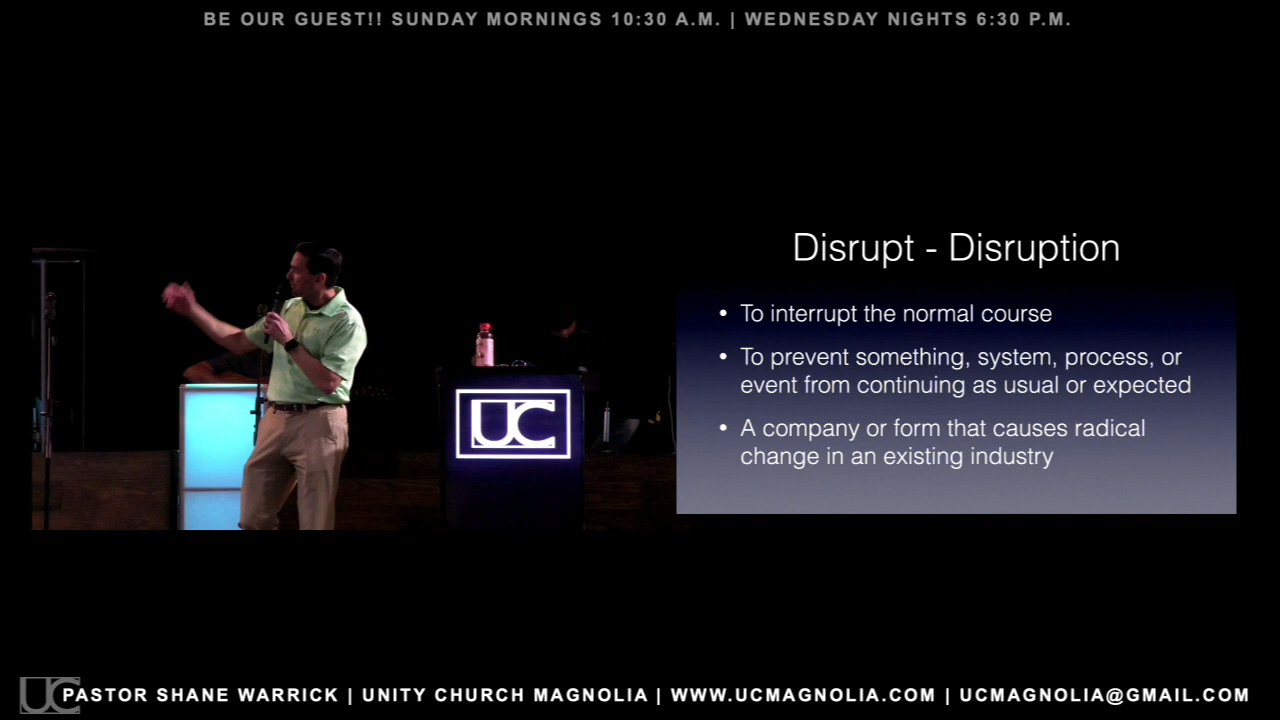 BE OUR GUEST!! SUNDAY MORNINGS 10:30 A.M. | WEDNESDAY NIGHTS 6:30 P.M.
Disrupt - Disruption
• To interrupt the normal course
• To prevent something, system, process, or
event from continuing as usual or expected
• A company or form that causes radical
change in an existing industry
UC
UC
PASTOR SHANE WARRICK | UNITY CHURCH MAGNOLIA | WWW.UCMAGNOLIA.COM | UCMAGNOLIA@GMAIL.COM